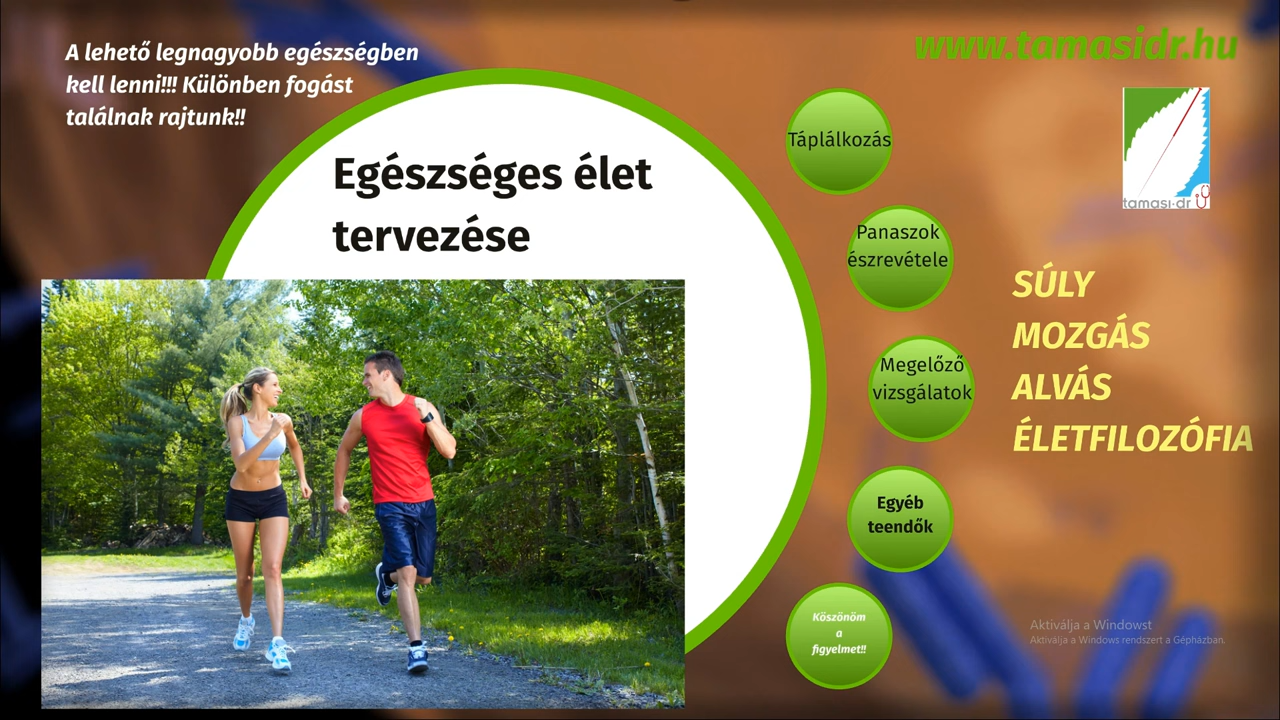 A lehető legnagyobb egészségben
kell lenni!!! Különben fogást
találnak rajtunk!!
www.tamasidr.hu
Egészséges élet
tervezése
Táplálkozás
Panaszok
észrevétele
Megelőző
vizsgálatok
Egyéb
teendők
Köszönöm
a
figyelmet!!
tamasi-dr
SÚLY
MOZGÁS
ALVÁS
ÉLETFILOZÓFIA
Aktiválja a Windowst
Aktiválja a Windows rendszert a Gépházban.